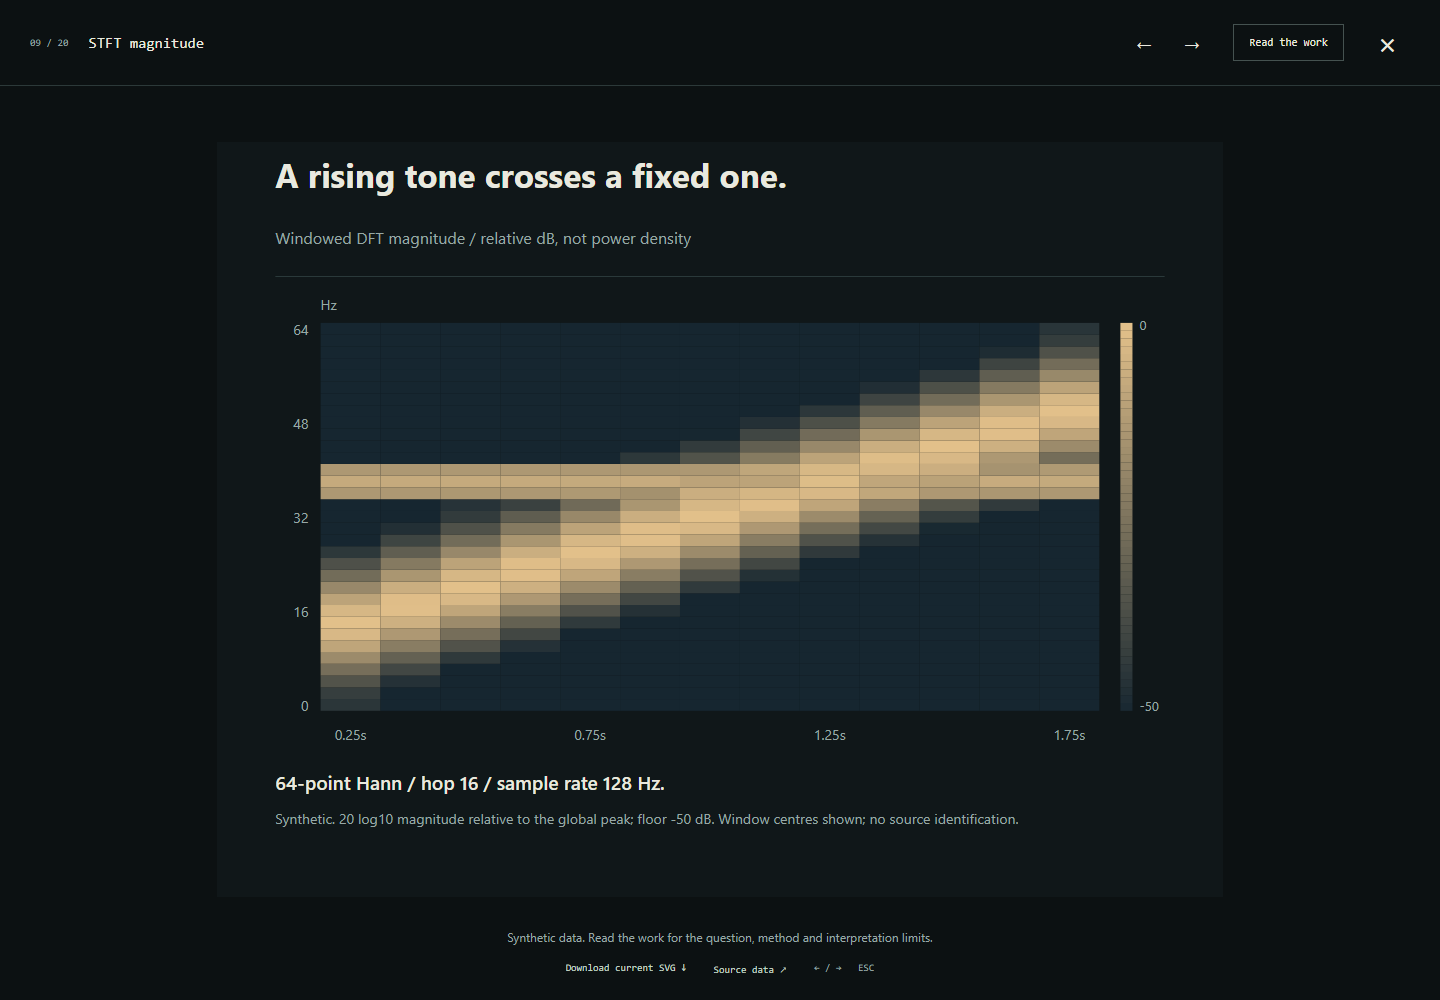 09 / 20 STFT magnitude ← → Read the work ✕
A rising tone crosses a fixed one.
Windowed DFT magnitude / relative dB, not power density
Hz
64
48
32
16
0
0
-50
0.25s 0.75s 1.25s 1.75s
64-point Hann / hop 16 / sample rate 128 Hz.
Synthetic. 20 log10 magnitude relative to the global peak; floor -50 dB. Window centres shown; no source identification.
Synthetic data. Read the work for the question, method and interpretation limits.
Download current SVG ↓ Source data ↗ ← / → ESC